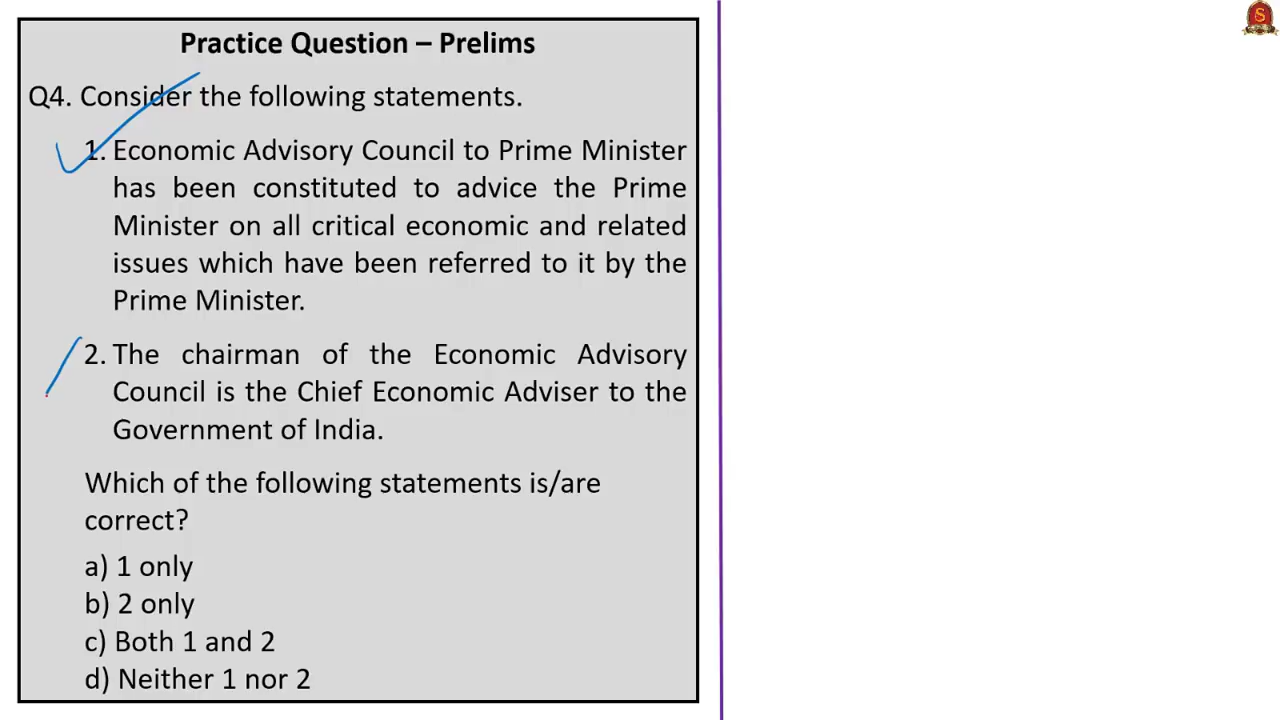 Practice Question – Prelims
Q4. Consider the following statements.
1. Economic Advisory Council to Prime Minister
has been constituted to advice the Prime
Minister on all critical economic and related
issues which have been referred to it by the
Prime Minister.
2. The chairman of the Economic Advisory
Council is the Chief Economic Adviser to the
Government of India.
Which of the following statements is/are
correct?
a) 1 only
b) 2 only
c) Both 1 and 2
d) Neither 1 nor 2
S